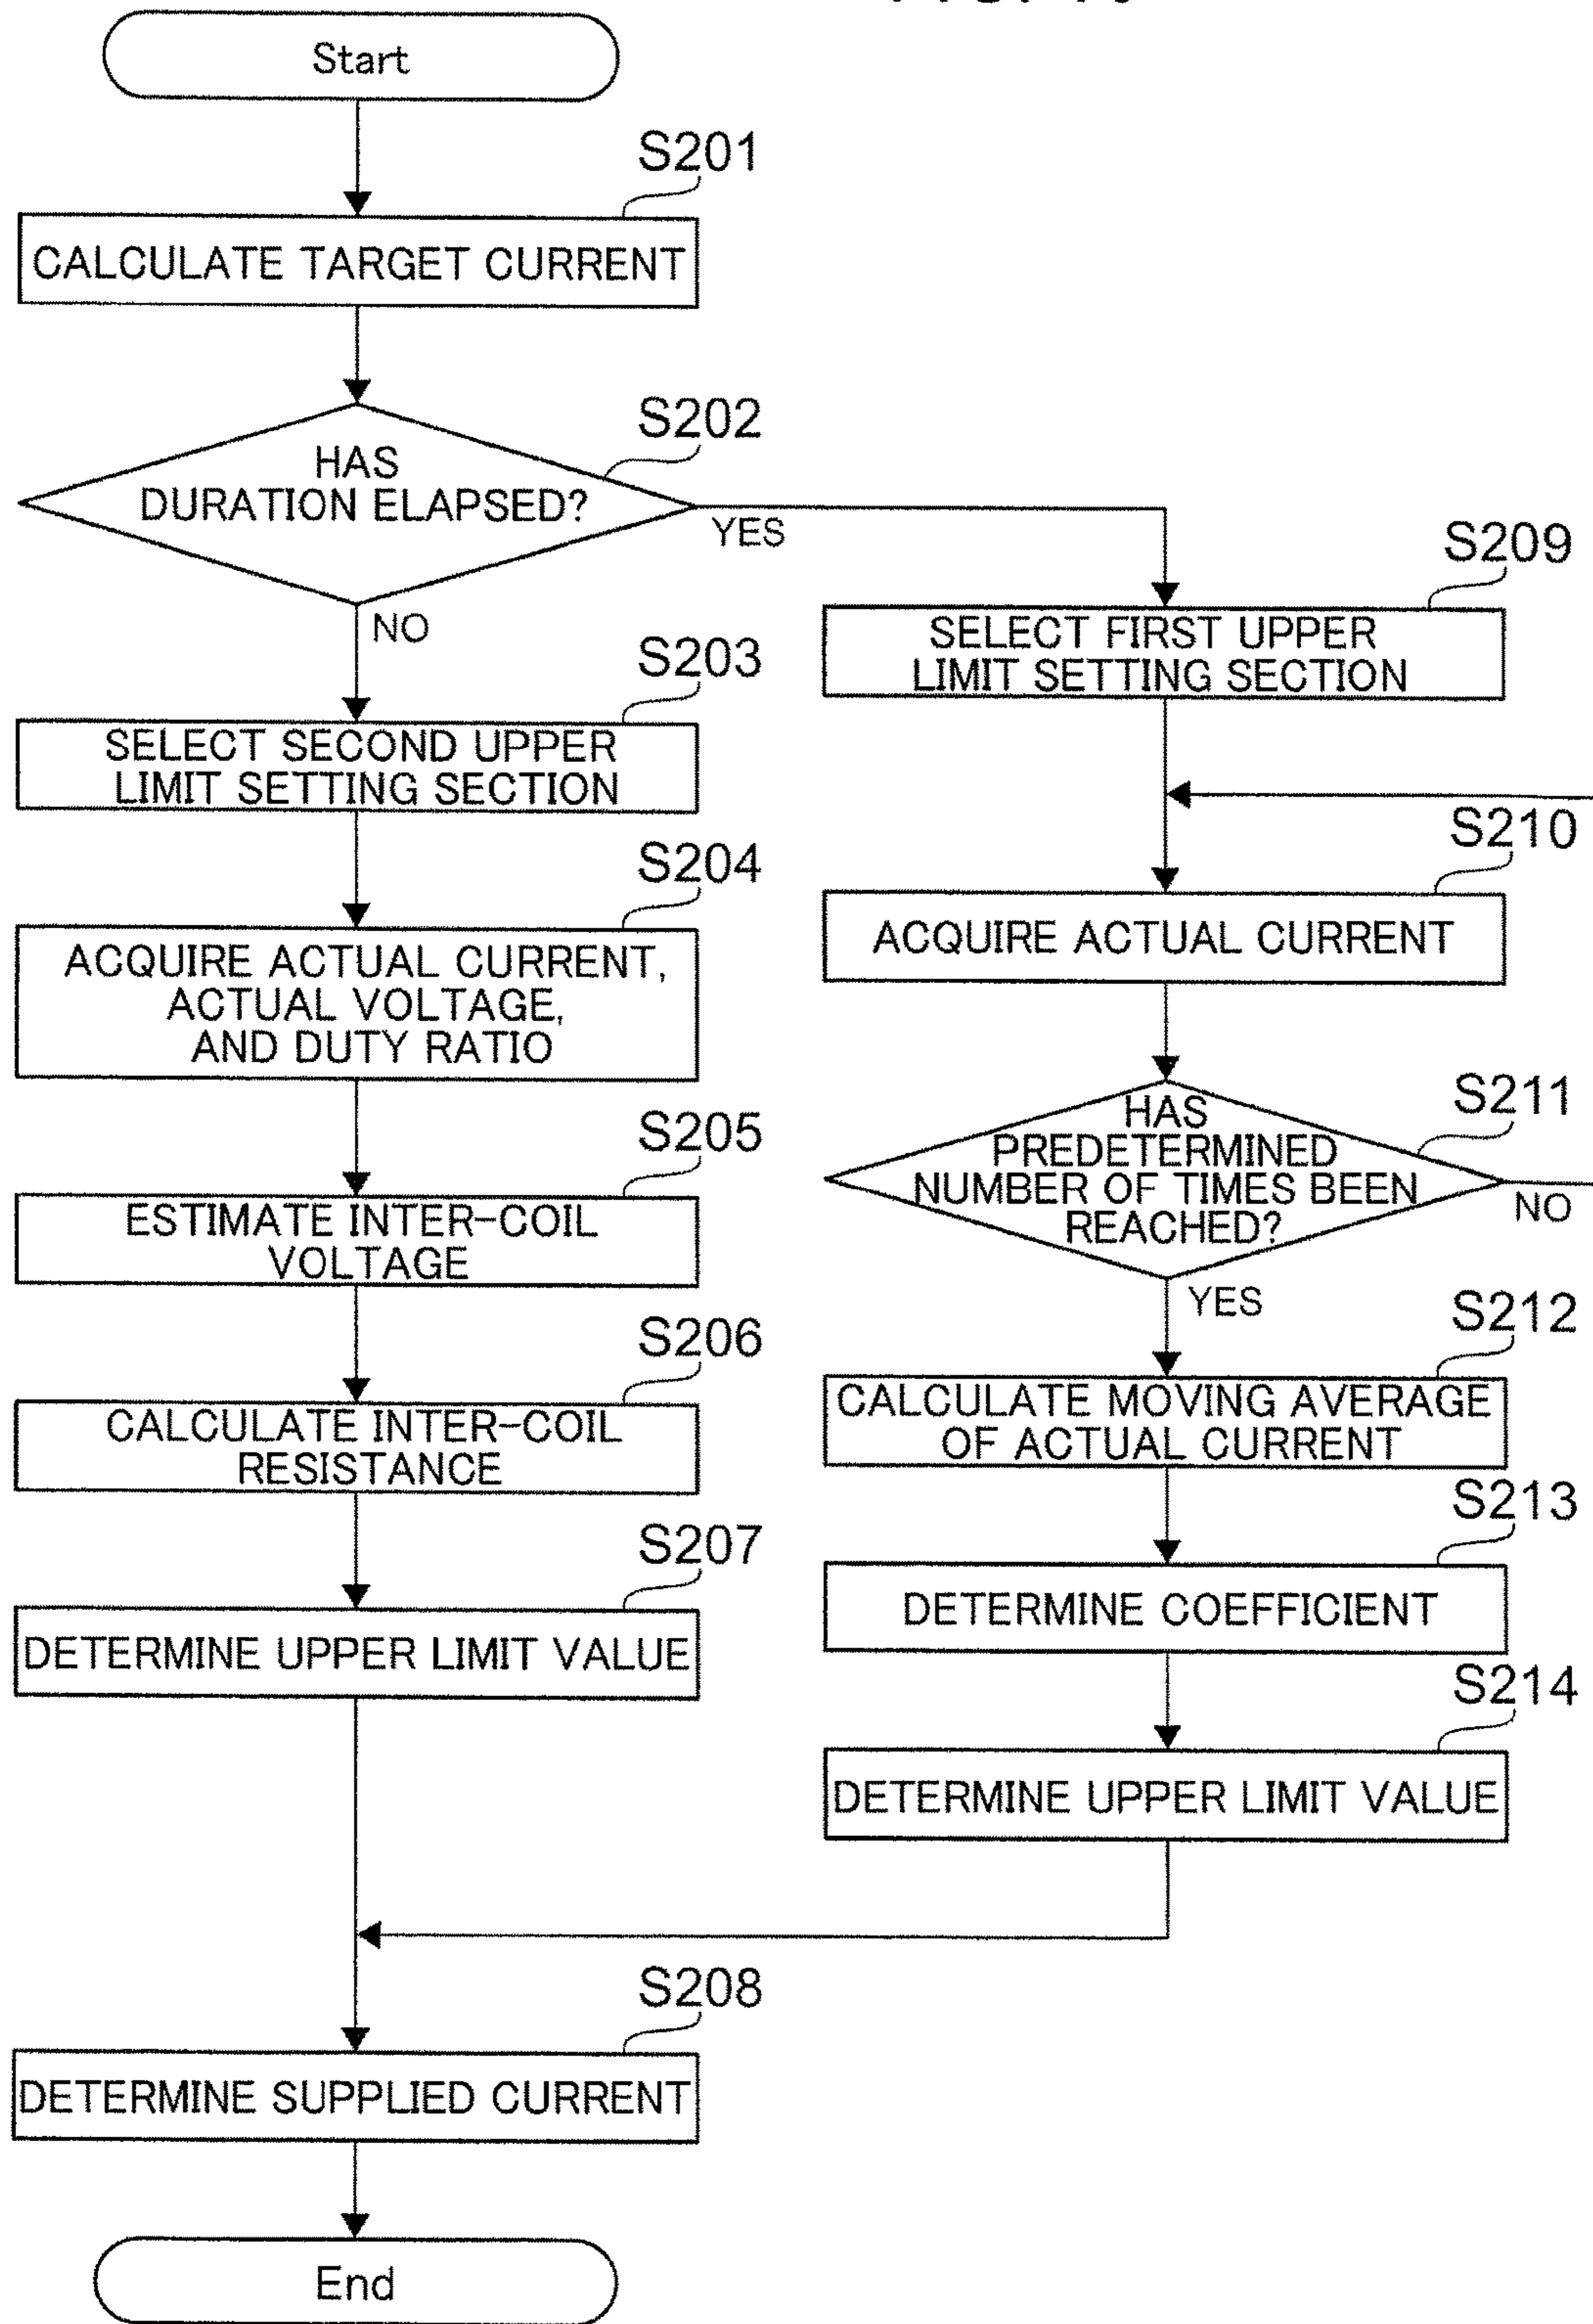 Start
S201
CALCULATE TARGET CURRENT
S202
HAS
DURATION ELAPSED?
YES
NO
S203
SELECT SECOND UPPER
LIMIT SETTING SECTION
S204
ACQUIRE ACTUAL CURRENT,
ACTUAL VOLTAGE,
AND DUTY RATIO
S205
ESTIMATE INTER-COIL
VOLTAGE
S206
CALCULATE INTER-COIL
RESISTANCE
S207
DETERMINE UPPER LIMIT VALUE
S209
SELECT FIRST UPPER
LIMIT SETTING SECTION
S210
ACQUIRE ACTUAL CURRENT
S211
HAS
PREDETERMINED
NUMBER OF TIMES BEEN
REACHED?
NO
YES
S212
CALCULATE MOVING AVERAGE
OF ACTUAL CURRENT
S213
DETERMINE COEFFICIENT
S214
DETERMINE UPPER LIMIT VALUE
S208
DETERMINE SUPPLIED CURRENT
End